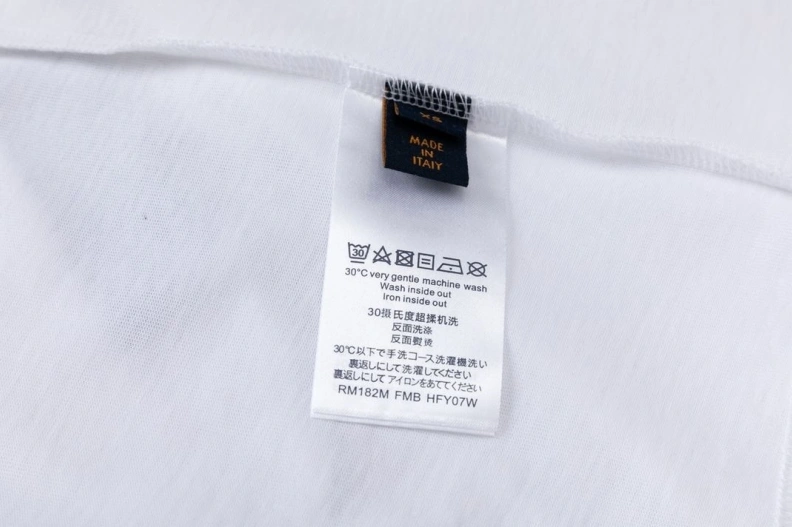 XS
MADE
IN
ITAIY
30
30°C very gentle machine wash
Wash inside out
Iron inside out
30摄氏度超揉机洗
反面洗涤
反面熨烫
30℃以下で手洗コース洗濯機洗い
裏返しにして洗濯してください
裏返しにしてアイロンをあててください
RM182M FMB HFY07W